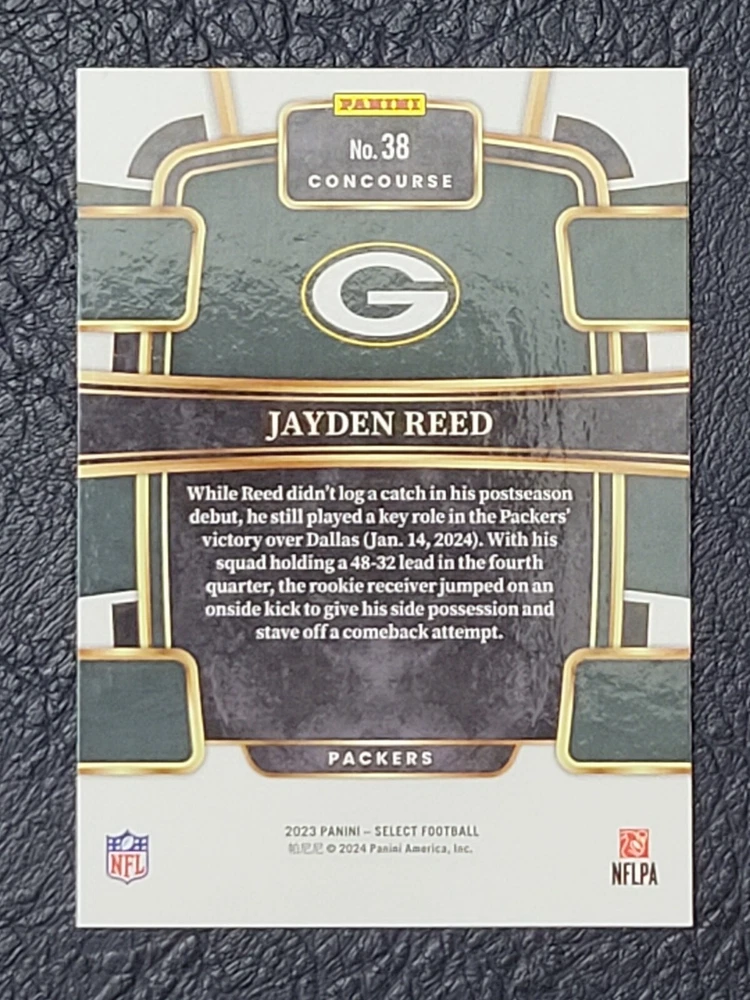 PANINI
No. 38
CONCOURSE
G
JAYDEN REED
While Reed didn't log a catch in his postseason
debut, he still played a key role in the Packers'
victory over Dallas (Jan. 14, 2024). With his
squad holding a 48-32 lead in the fourth
quarter, the rookie receiver jumped on an
onside kick to give his side possession and
stave off a comeback attempt.
PACKERS
2023 PANINI – SELECT FOOTBALL
帕尼尼 © 2024 Panini America, Inc.
NFL
NFLPA